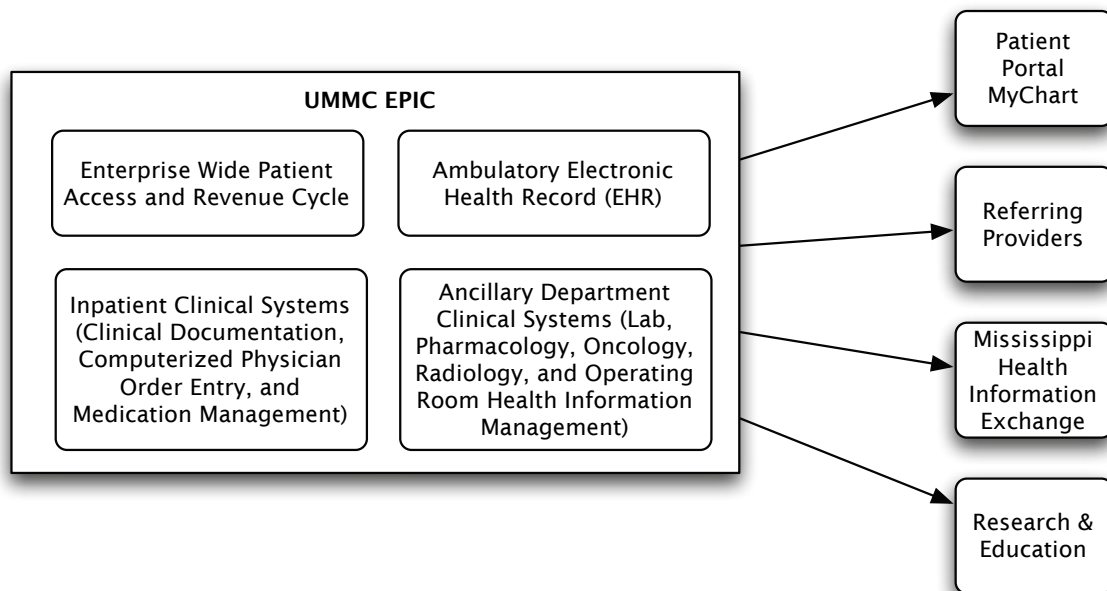 UMMC EPIC
Enterprise Wide Patient
Access and Revenue Cycle
Ambulatory Electronic
Health Record (EHR)
Inpatient Clinical Systems
(Clinical Documentation,
Computerized Physician
Order Entry, and
Medication Management)
Ancillary Department
Clinical Systems (Lab,
Pharmacology, Oncology,
Radiology, and Operating
Room Health Information
Management)
Patient
Portal
MyChart
Referring
Providers
Mississippi
Health
Information
Exchange
Research &
Education